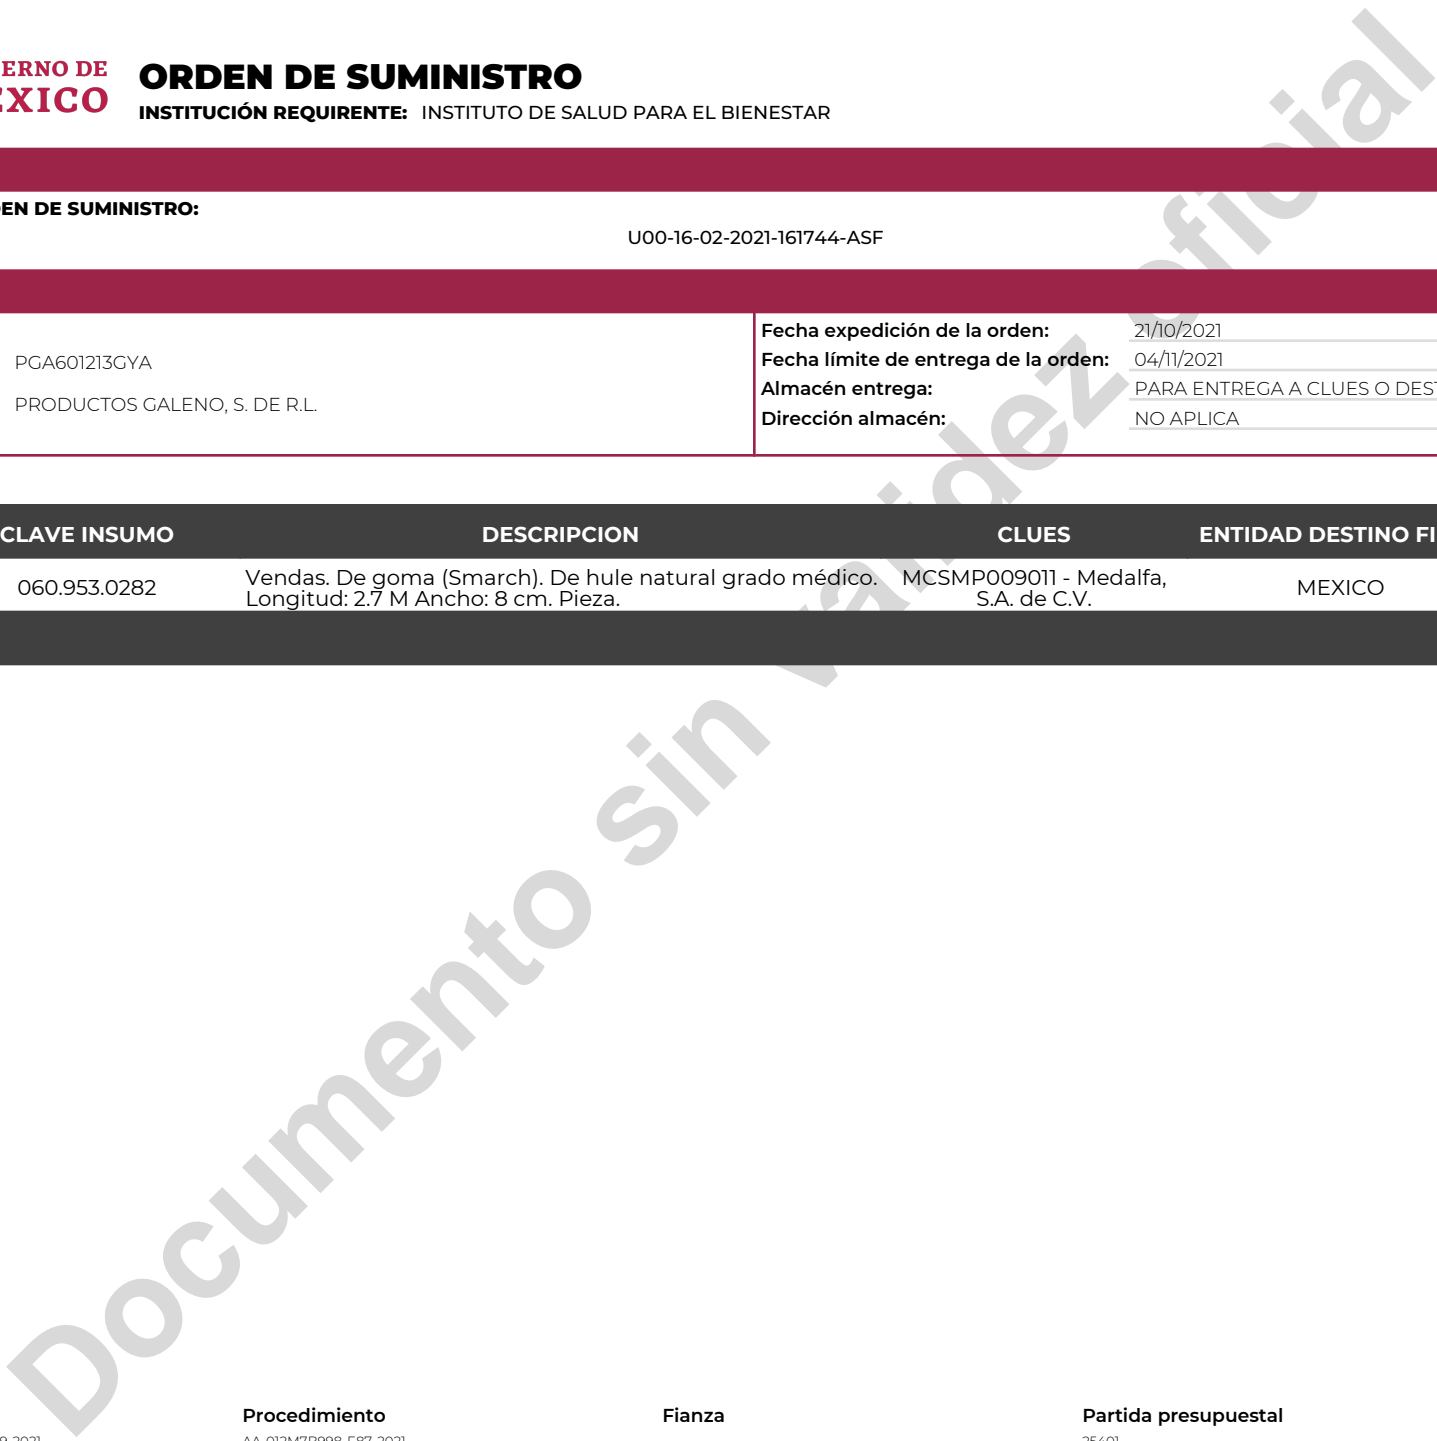 ERNO DE
EXICO
ORDEN DE SUMINISTRO
INSTITUCIÓN REQUIRENTE: INSTITUTO DE SALUD PARA EL BIENESTAR
EN DE SUMINISTRO:
U00-16-02-2021-161744-ASF
PGA601213GYA
PRODUCTOS GALENO, S. DE R.L.
Fecha expedición de la orden: 21/10/2021
Fecha límite de entrega de la orden: 04/11/2021
Almacén entrega: PARA ENTREGA A CLUES O DEST
Dirección almacén: NO APLICA
CLAVE INSUMO DESCRIPCION CLUES ENTIDAD DESTINO FI
060.953.0282 Vendas. De goma (Smarch). De hule natural grado médico. MCSMP009011 - Medalfa, MEXICO
Longitud: 2.7 M Ancho: 8 cm. Pieza. S.A. de C.V.
Documento sin validez oficial
Procedimiento Fianza Partida presupuestal